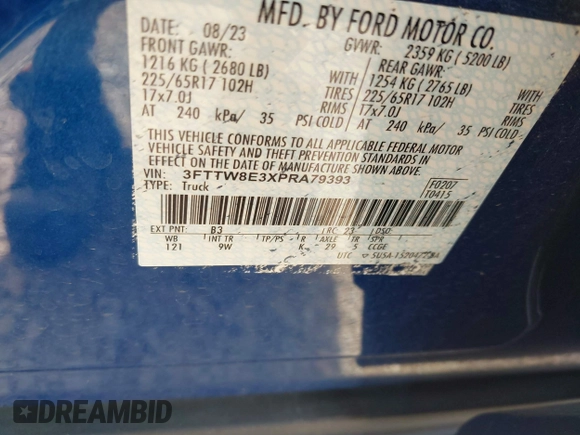 MFD. BY FORD MOTOR CO.
DATE: 08/23 GVWR: 2359 KG ( 5200 LB)
FRONT GAWR: REAR GAWR:
1216 KG ( 2680 LB) WITH 1254 KG ( 2765 LB) WITH
225/65R17 102H TIRES 225/65R17 102H TIRES
17x7.0J RIMS 17x7.0J RIMS
AT 240 kPa/ 35 PSI COLD AT 240 kPa/ 35 PSI COLD
THIS VEHICLE CONFORMS TO ALL APPLICABLE FEDERAL MOTOR
VEHICLE SAFETY AND THEFT PREVENTION STANDARDS IN
EFFECT ON THE DATE OF MANUFACTURE SHOWN ABOVE.
VIN: 3FTTW8E3XPRA79393
TYPE: Truck F0207
T0415
EXT PNT: B3 RC: 23 DSO:
WB INT TR TP/PS R AXLE TR SPR
121 9W K 29 5 CCGE
UTC
DREAMBID